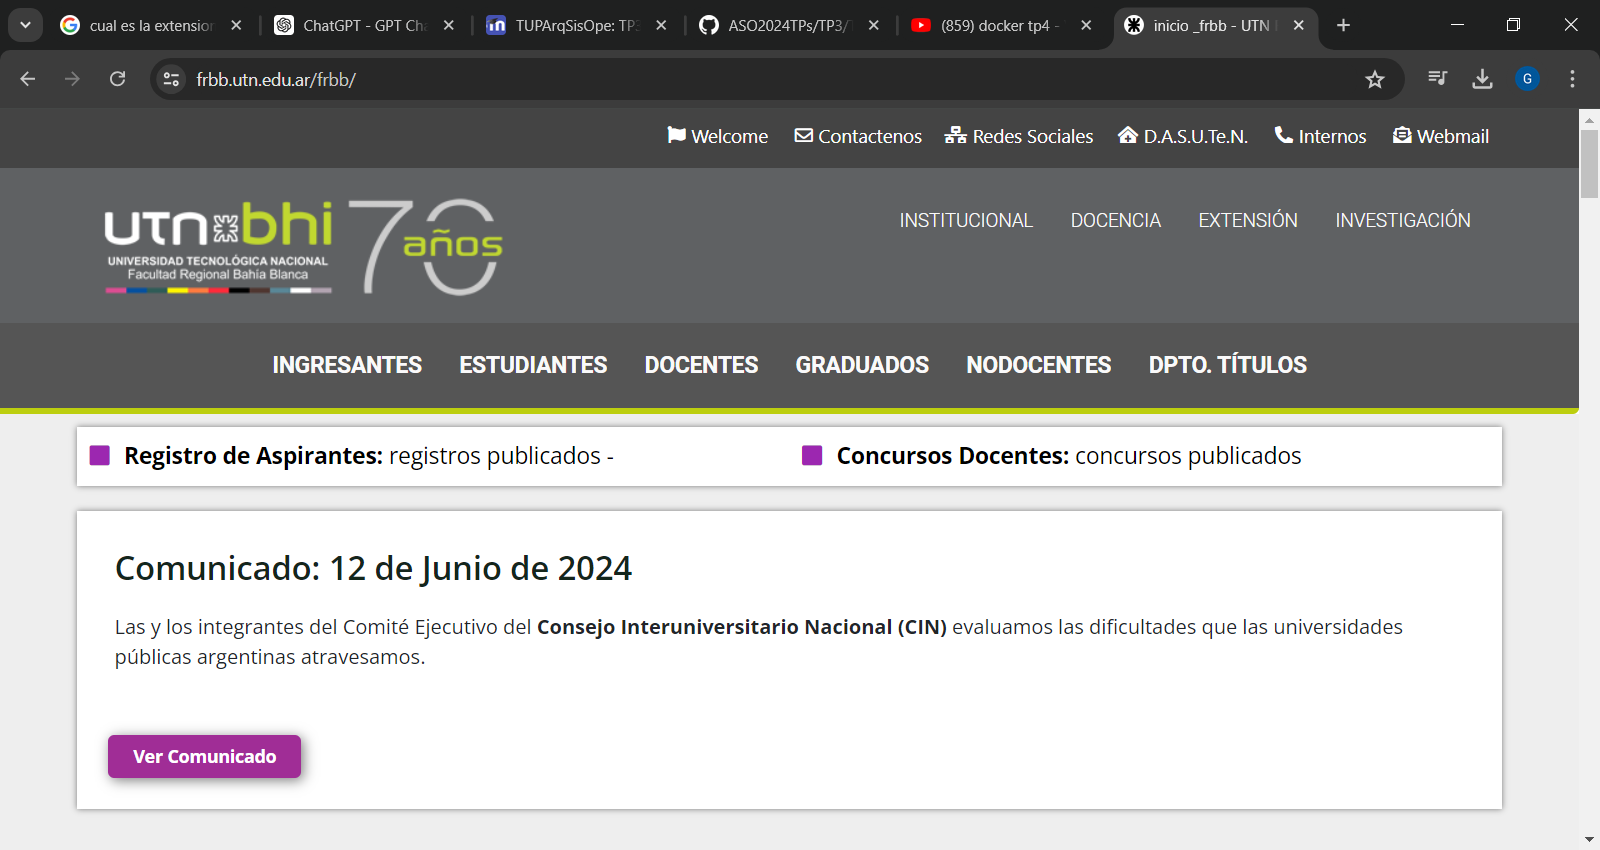 cual es la extension
ChatGPT - GPT Cha
TUPArqSisOpe: TP3
ASO2024TPs/TP3/
(859) docker tp4 -
inicio _frbb - UTN
frbb.utn.edu.ar/frbb/
G
Welcome Contactenos Redes Sociales D.A.S.U.Te.N. Internos Webmail
utn bhi 70 años
UNIVERSIDAD TECNOLÓGICA NACIONAL
Facultad Regional Bahía Blanca
INSTITUCIONAL DOCENCIA EXTENSIÓN INVESTIGACIÓN
INGRESANTES ESTUDIANTES DOCENTES GRADUADOS NODOCENTES DPTO. TÍTULOS
Registro de Aspirantes: registros publicados -
Concursos Docentes: concursos publicados
Comunicado: 12 de Junio de 2024
Las y los integrantes del Comité Ejecutivo del Consejo Interuniversitario Nacional (CIN) evaluamos las dificultades que las universidades
públicas argentinas atravesamos.
Ver Comunicado